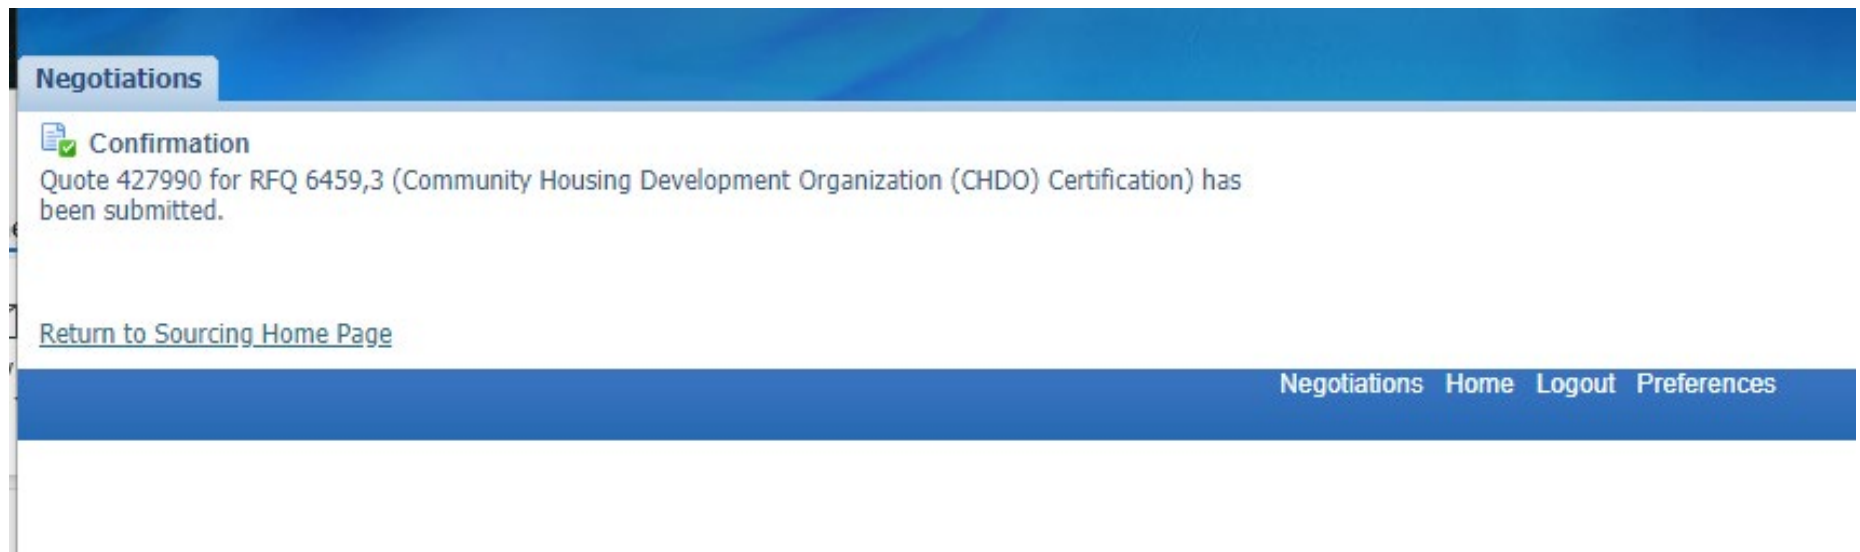 Negotiations
Confirmation
Quote 427990 for RFQ 6459,3 (Community Housing Development Organization (CHDO) Certification) has
been submitted.
Return to Sourcing Home Page
Negotiations Home Logout Preferences